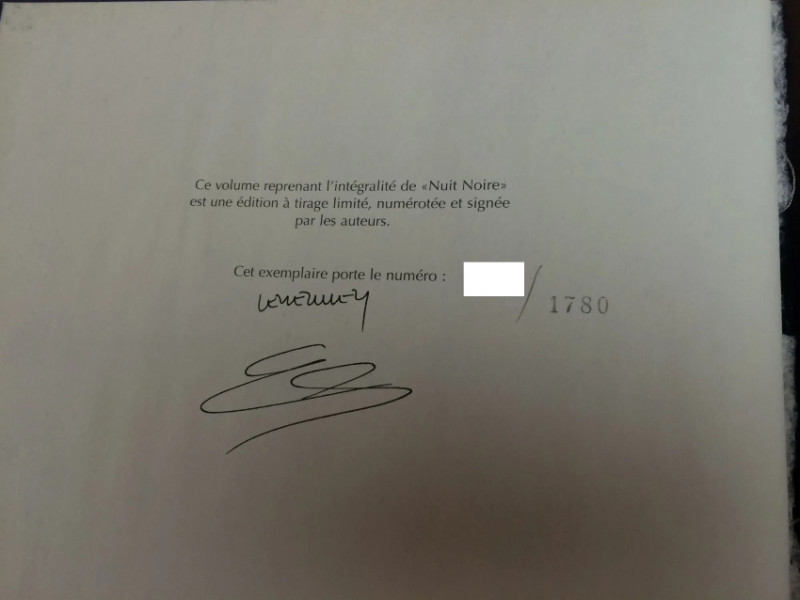 Ce volume reprenant l'intégralité de «Nuit Noire»
est une édition à tirage limité, numérotée et signée
par les auteurs.
Cet exemplaire porte le numéro :
/ 1780